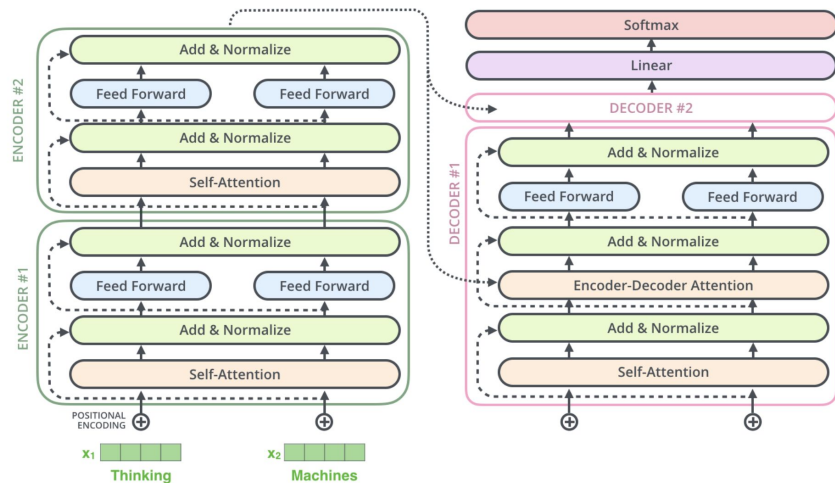 ENCODER #2
Add & Normalize
Feed Forward Feed Forward
Add & Normalize
Self-Attention
ENCODER #1
Add & Normalize
Feed Forward Feed Forward
Add & Normalize
Self-Attention
POSITIONAL
ENCODING
x₁ x₂
Thinking Machines
Softmax
Linear
DECODER #2
DECODER #1
Add & Normalize
Feed Forward Feed Forward
Add & Normalize
Encoder-Decoder Attention
Add & Normalize
Self-Attention